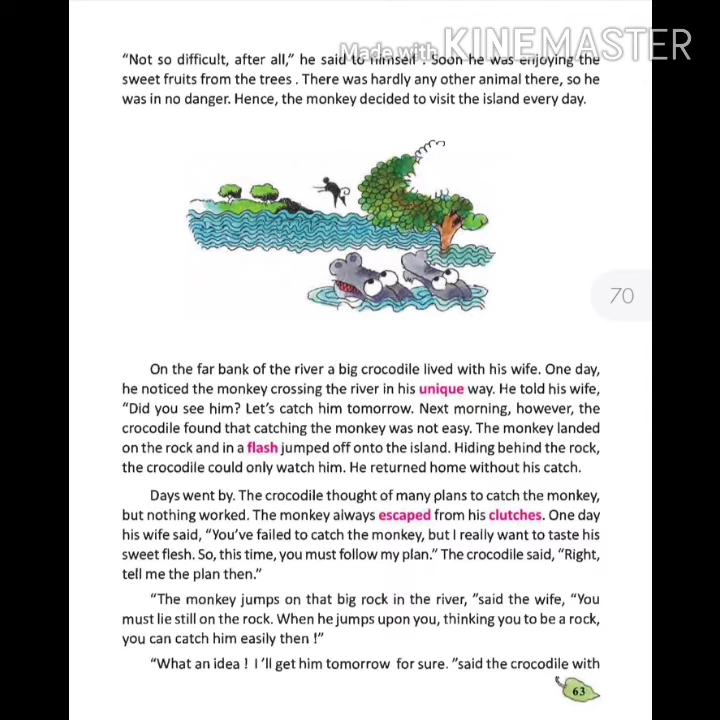 Made with KINEMASTER
"Not so difficult, after all," he said to himself . Soon he was enjoying the
sweet fruits from the trees . There was hardly any other animal there, so he
was in no danger. Hence, the monkey decided to visit the island every day.
70
On the far bank of the river a big crocodile lived with his wife. One day,
he noticed the monkey crossing the river in his unique way. He told his wife,
"Did you see him? Let's catch him tomorrow. Next morning, however, the
crocodile found that catching the monkey was not easy. The monkey landed
on the rock and in a flash jumped off onto the island. Hiding behind the rock,
the crocodile could only watch him. He returned home without his catch.
Days went by. The crocodile thought of many plans to catch the monkey,
but nothing worked. The monkey always escaped from his clutches. One day
his wife said, "You've failed to catch the monkey, but I really want to taste his
sweet flesh. So, this time, you must follow my plan." The crocodile said, "Right,
tell me the plan then."
"The monkey jumps on that big rock in the river, "said the wife, "You
must lie still on the rock. When he jumps upon you, thinking you to be a rock,
you can catch him easily then !"
"What an idea ! I 'll get him tomorrow for sure. "said the crocodile with
63